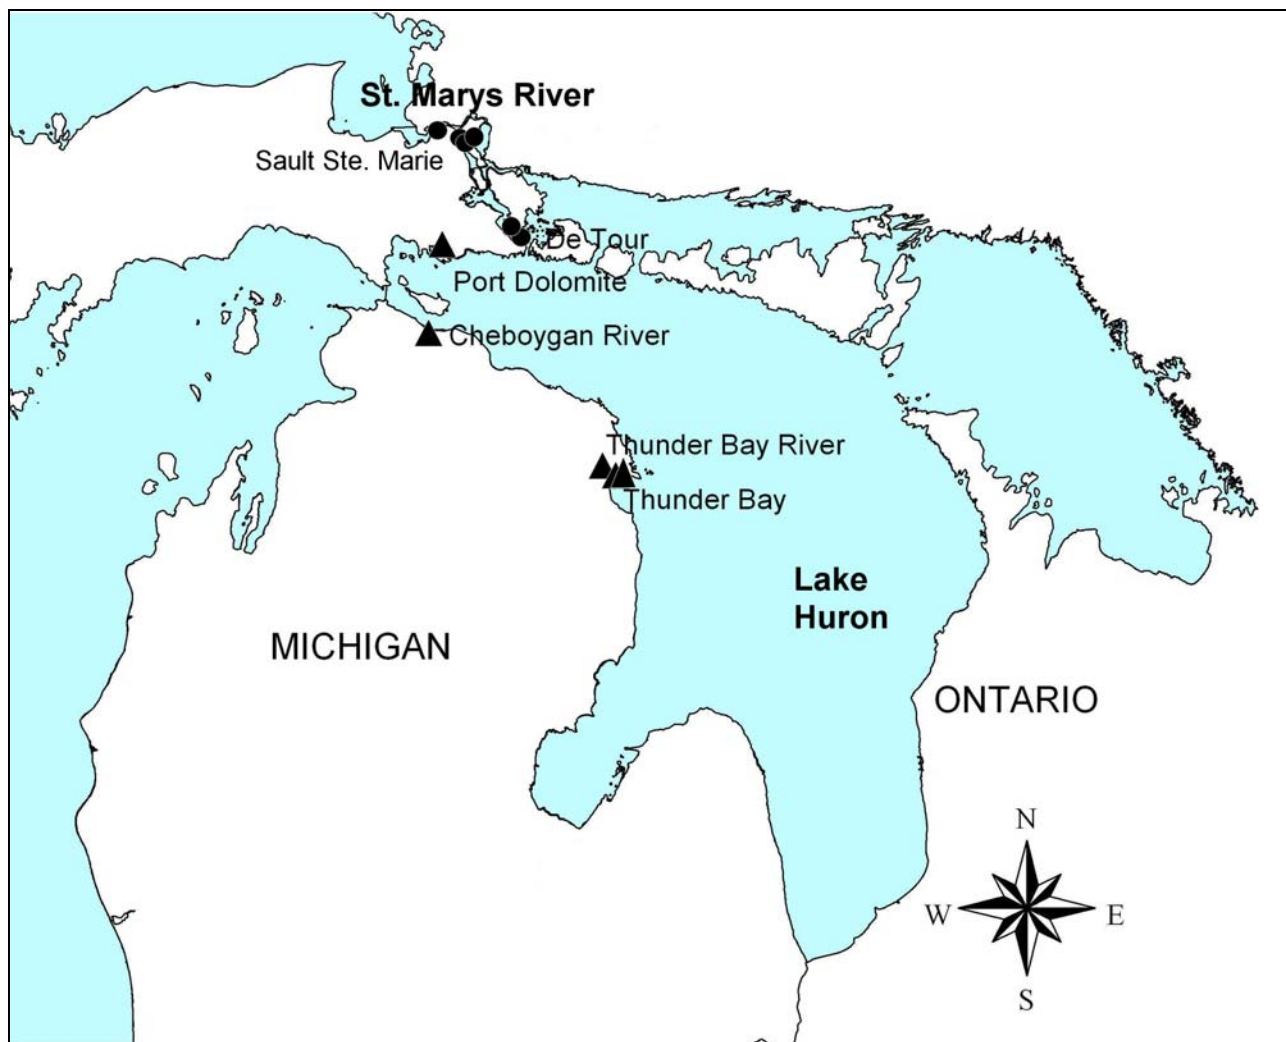 St. Marys River
Sault Ste. Marie
De Tour
Port Dolomite
Cheboygan River
Thunder Bay River
Thunder Bay
Lake
Huron
MICHIGAN
ONTARIO
N
W
E
S